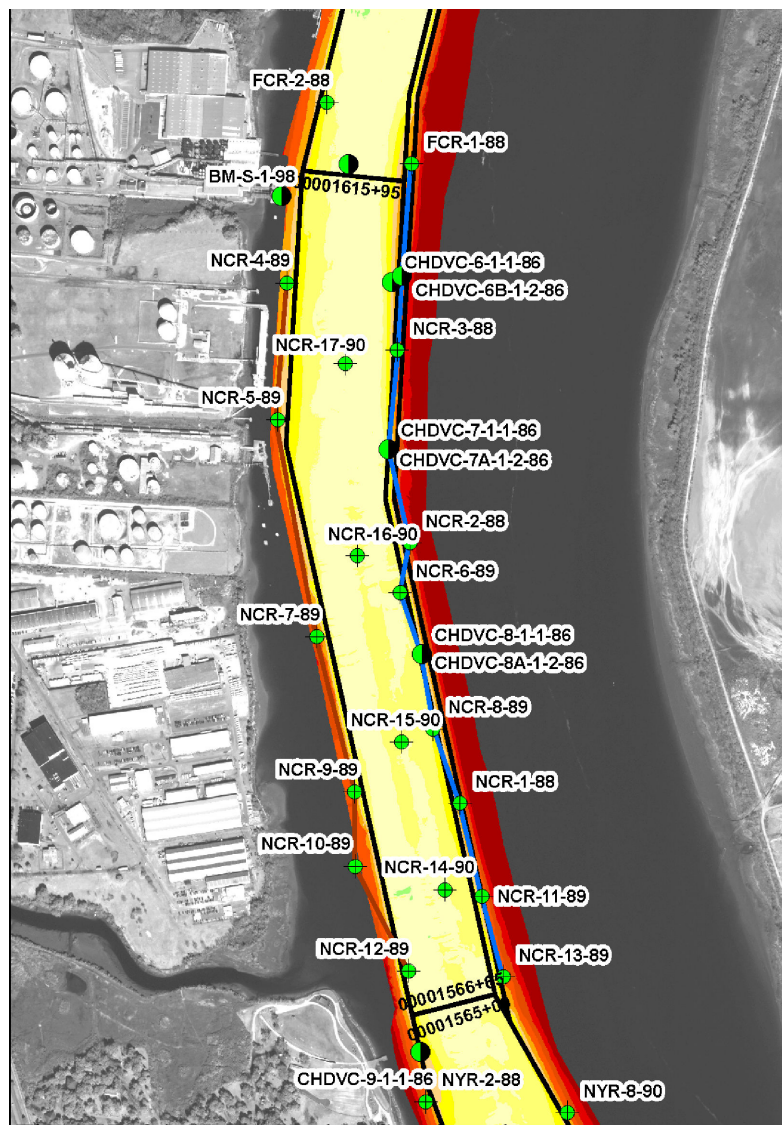 FCR-2-88
FCR-1-88
BM-S-1-98
0001615+95
CHDVC-6-1-1-86
NCR-4-89
CHDVC-6B-1-2-86
NCR-3-88
NCR-17-90
NCR-5-89
CHDVC-7-1-1-86
CHDVC-7A-1-2-86
NCR-2-88
NCR-16-90
NCR-6-89
NCR-7-89
CHDVC-8-1-1-86
CHDVC-8A-1-2-86
NCR-8-89
NCR-15-90
NCR-9-89
NCR-1-88
NCR-10-89
NCR-14-90
NCR-11-89
NCR-12-89
NCR-13-89
00001566+65
00001565+0
CHDVC-9-1-1-86
NYR-2-88
NYR-8-90